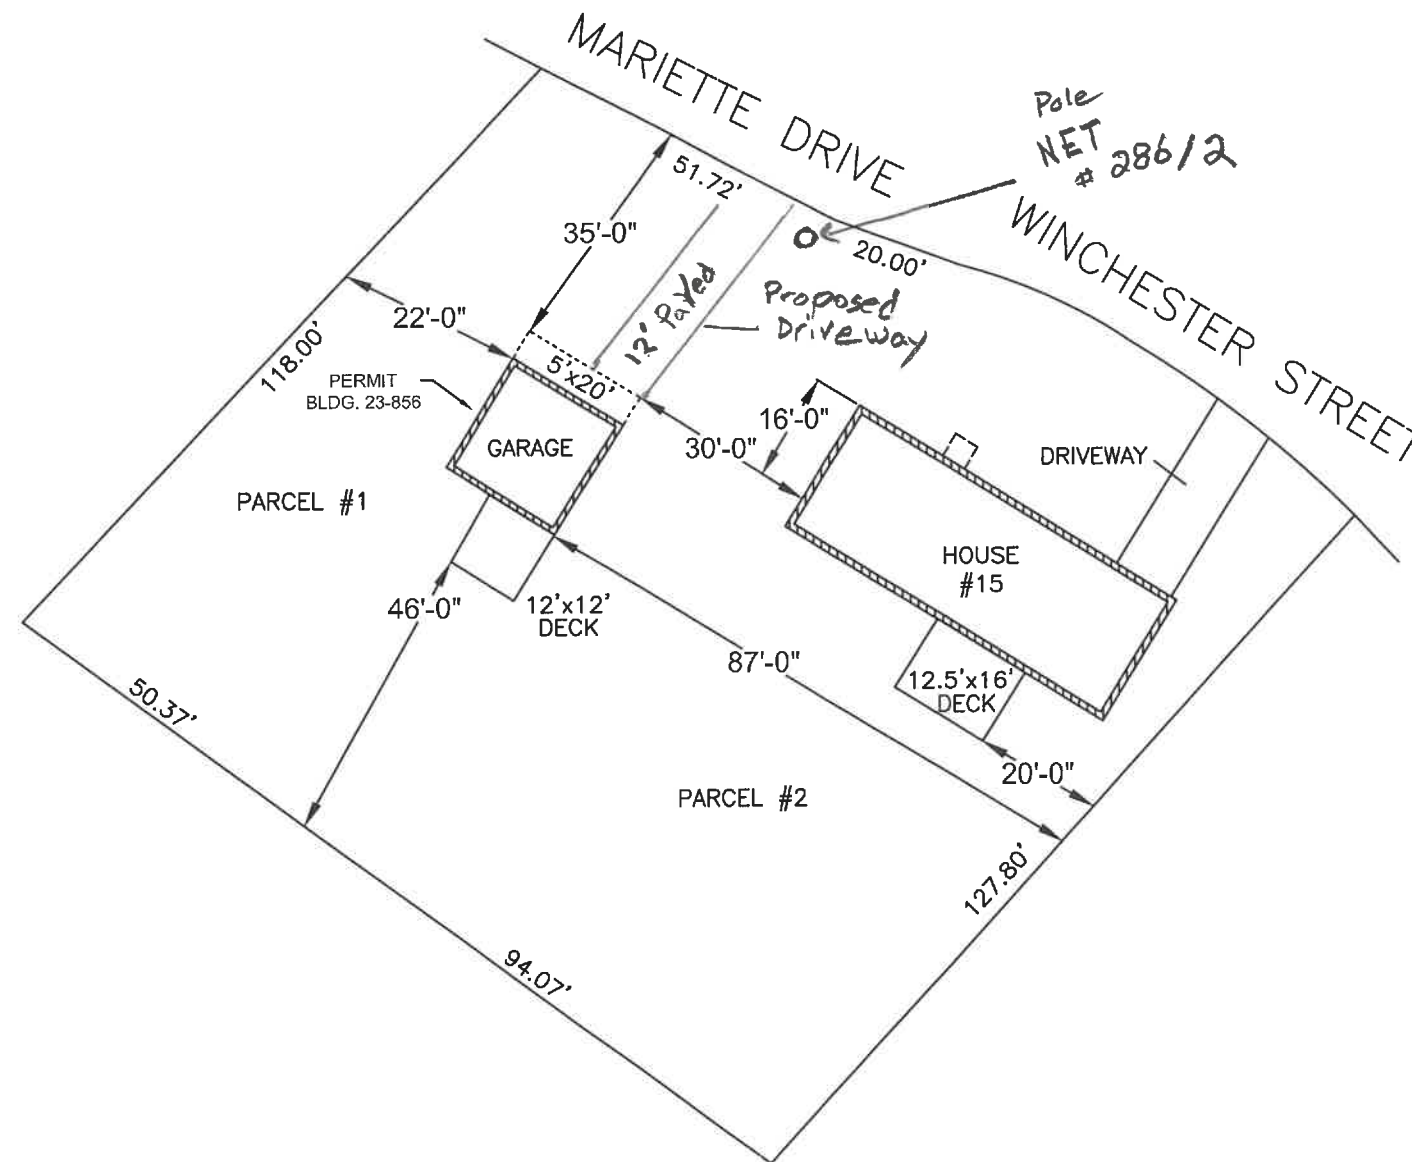 MARIETTE DRIVE
Pole
NET
# 286/2
WINCHESTER STREET
51.72'
35'-0"
20.00'
12' Paved
Proposed
Driveway
22'-0"
118.00'
5'x20'
PERMIT
BLDG. 23-856
16'-0"
30'-0"
GARAGE
DRIVEWAY
PARCEL #1
HOUSE
#15
46'-0"
12'x12'
DECK
87'-0"
12.5'x16'
DECK
50.37'
20'-0"
PARCEL #2
127.80'
94.07'